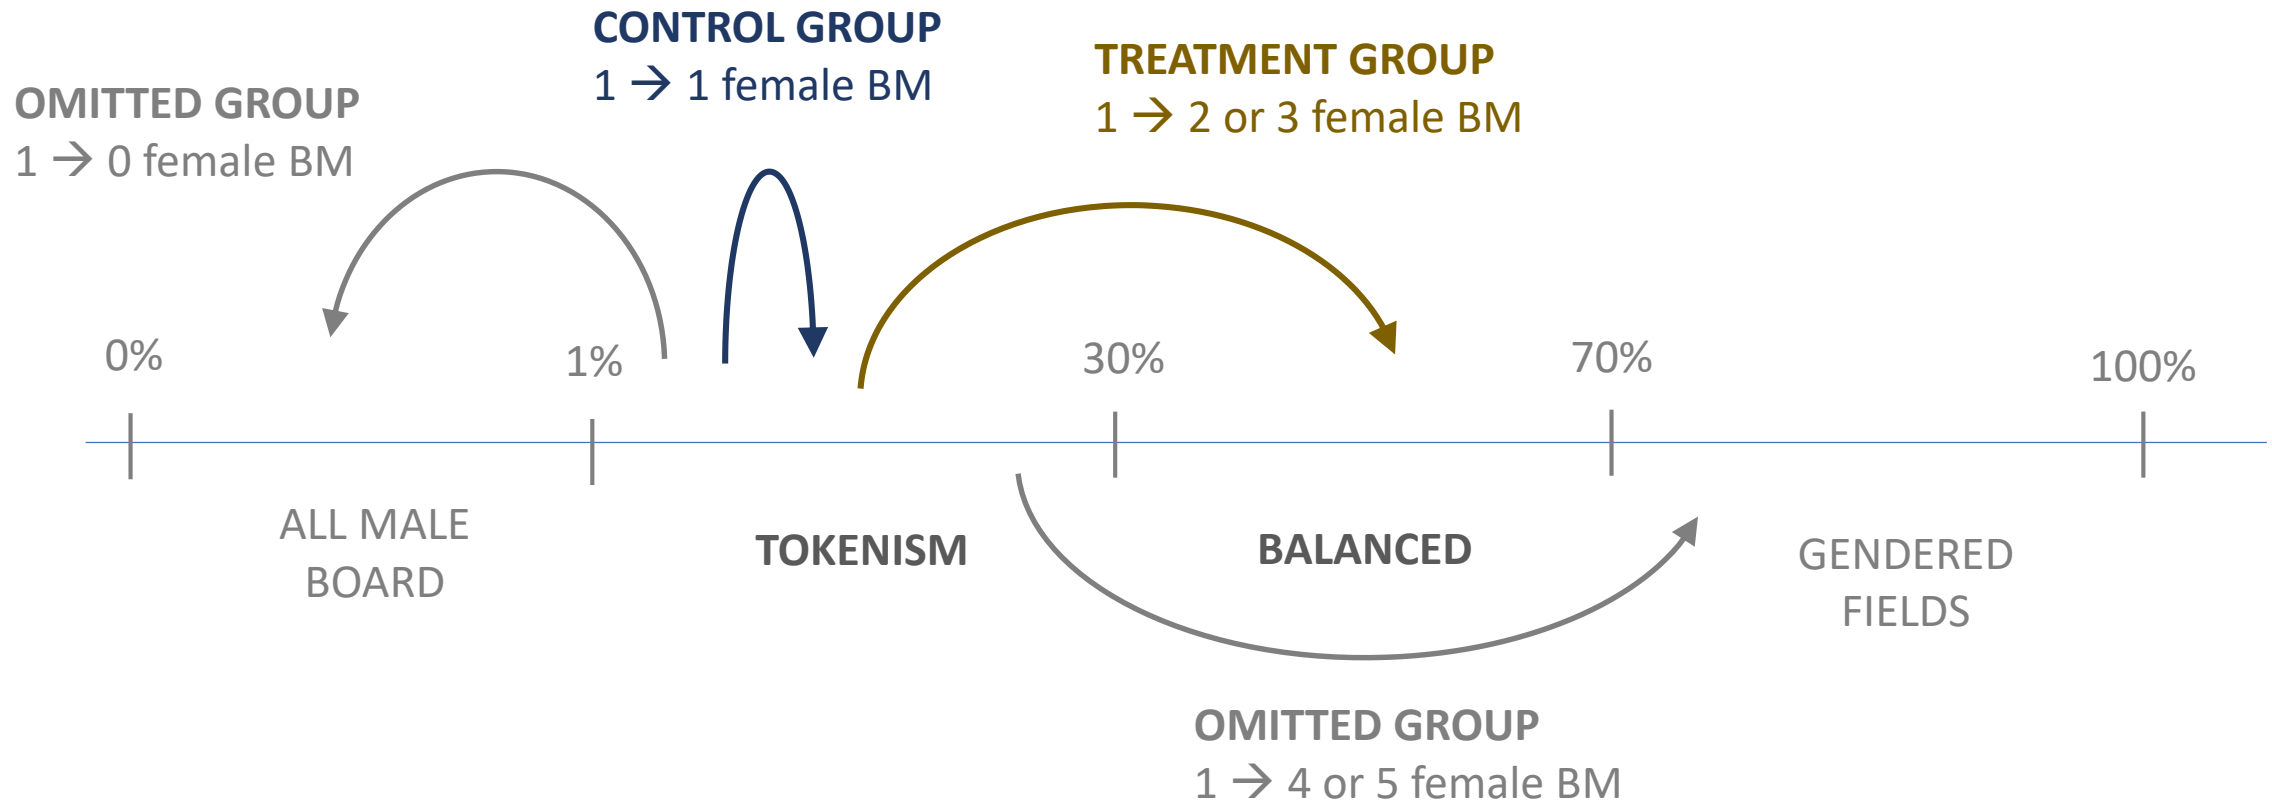 CONTROL GROUP
1 → 1 female BM
TREATMENT GROUP
1 → 2 or 3 female BM
OMITTED GROUP
1 → 0 female BM
0%
1%
30%
70%
100%
ALL MALE
BOARD
TOKENISM
BALANCED
GENDERED
FIELDS
OMITTED GROUP
1 → 4 or 5 female BM